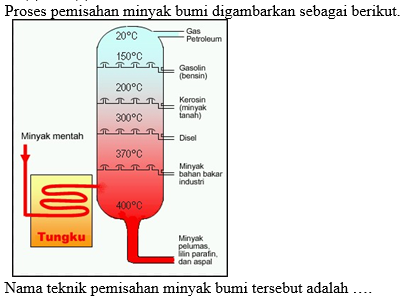 Proses pemisahan minyak bumi digambarkan sebagai berikut.
20°C
Gas
Petroleum
150°C
Gasolin
(bensin)
200°C
Kerosin
(minyak
tanah)
300°C
Disel
Minyak mentah
370°C
Minyak
bahan bakar
industri
400°C
Tungku
Minyak
pelumas,
lilin parafin,
dan aspal
Nama teknik pemisahan minyak bumi tersebut adalah ….